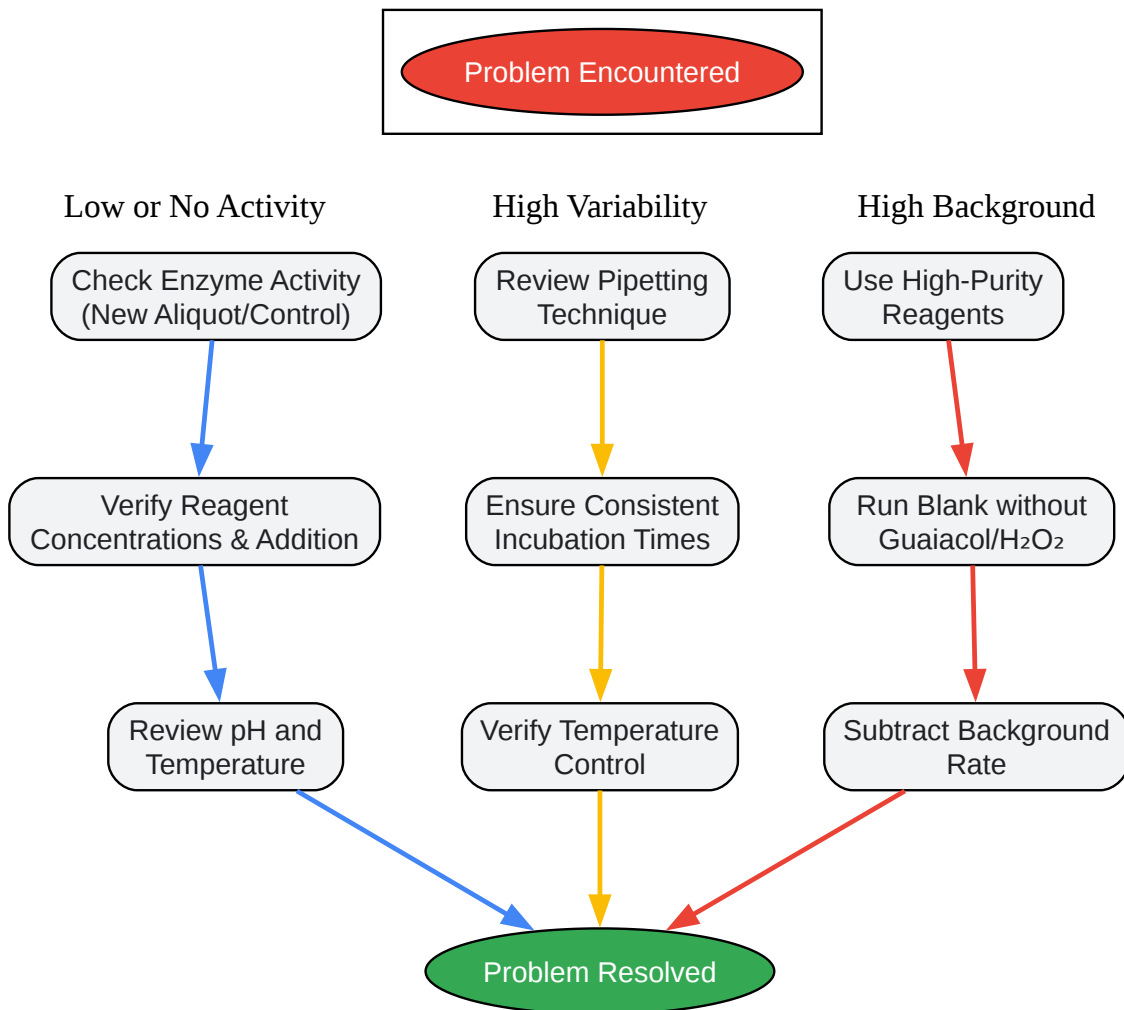 Problem Encountered
Low or No Activity
Check Enzyme Activity
(New Aliquot/Control)
Verify Reagent
Concentrations & Addition
Review pH and
Temperature
High Variability
Review Pipetting
Technique
Ensure Consistent
Incubation Times
Verify Temperature
Control
High Background
Use High-Purity
Reagents
Run Blank without
Guaiacol/H₂O₂
Subtract Background
Rate
Problem Resolved